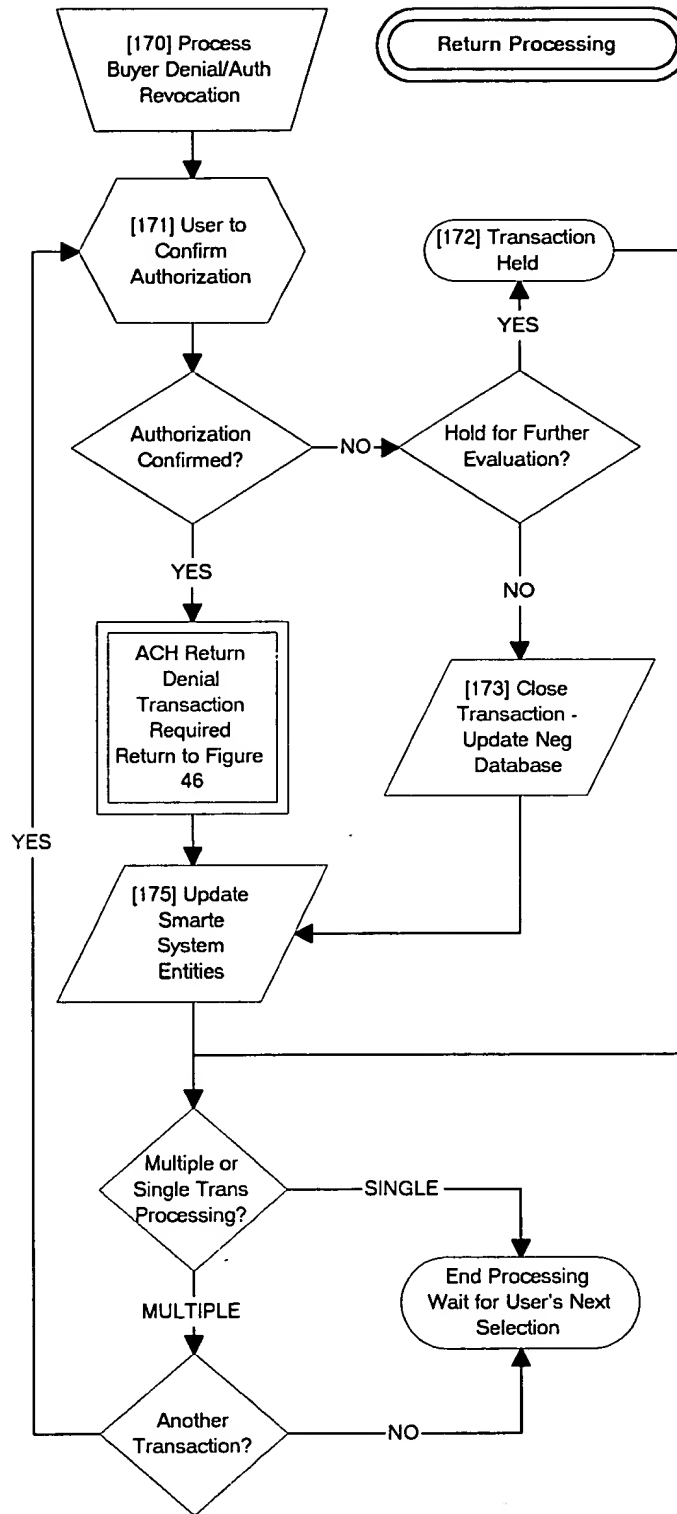 [170] Process
Buyer Denial/Auth
Revocation
Return Processing
[171] User to
Confirm
Authorization
[172] Transaction
Held
YES
Authorization
Confirmed?
NO
Hold for Further
Evaluation?
YES
NO
ACH Return
Denial
Transaction
Required
Return to Figure
46
[173] Close
Transaction -
Update Neg
Database
YES
[175] Update
Smarte
System
Entities
Multiple or
Single Trans
Processing?
SINGLE
End Processing
Wait for User's Next
Selection
MULTIPLE
Another
Transaction?
NO